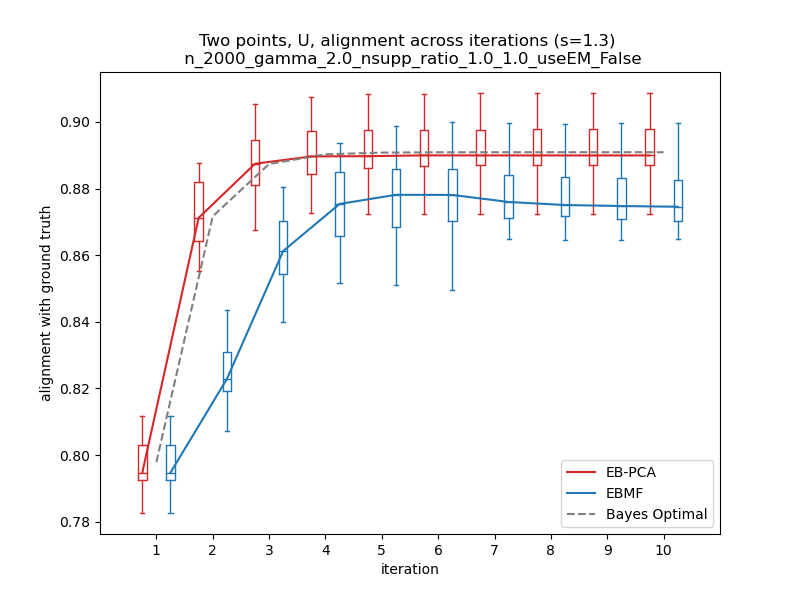 Two points, U, alignment across iterations (s=1.3)
n_2000_gamma_2.0_nsupp_ratio_1.0_1.0_useEM_False
alignment with ground truth
0.90
0.88
0.86
0.84
0.82
0.80
0.78
EB-PCA
EBMF
Bayes Optimal
1 2 3 4 5 6 7 8 9 10
iteration